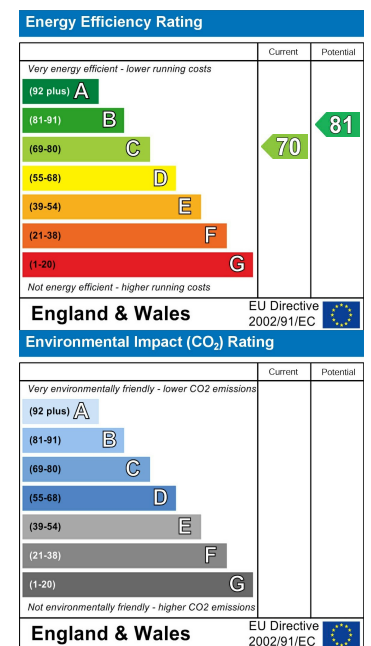 Energy Efficiency Rating
Current Potential
Very energy efficient - lower running costs
(92 plus) A
(81-91) B
(69-80) C
(55-68) D
(39-54) E
(21-38) F
(1-20) G
70
81
Not energy efficient - higher running costs
England & Wales
EU Directive
2002/91/EC
Environmental Impact (CO₂) Rating
Current Potential
Very environmentally friendly - lower CO2 emissions
(92 plus) A
(81-91) B
(69-80) C
(55-68) D
(39-54) E
(21-38) F
(1-20) G
Not environmentally friendly - higher CO2 emissions
England & Wales
EU Directive
2002/91/EC